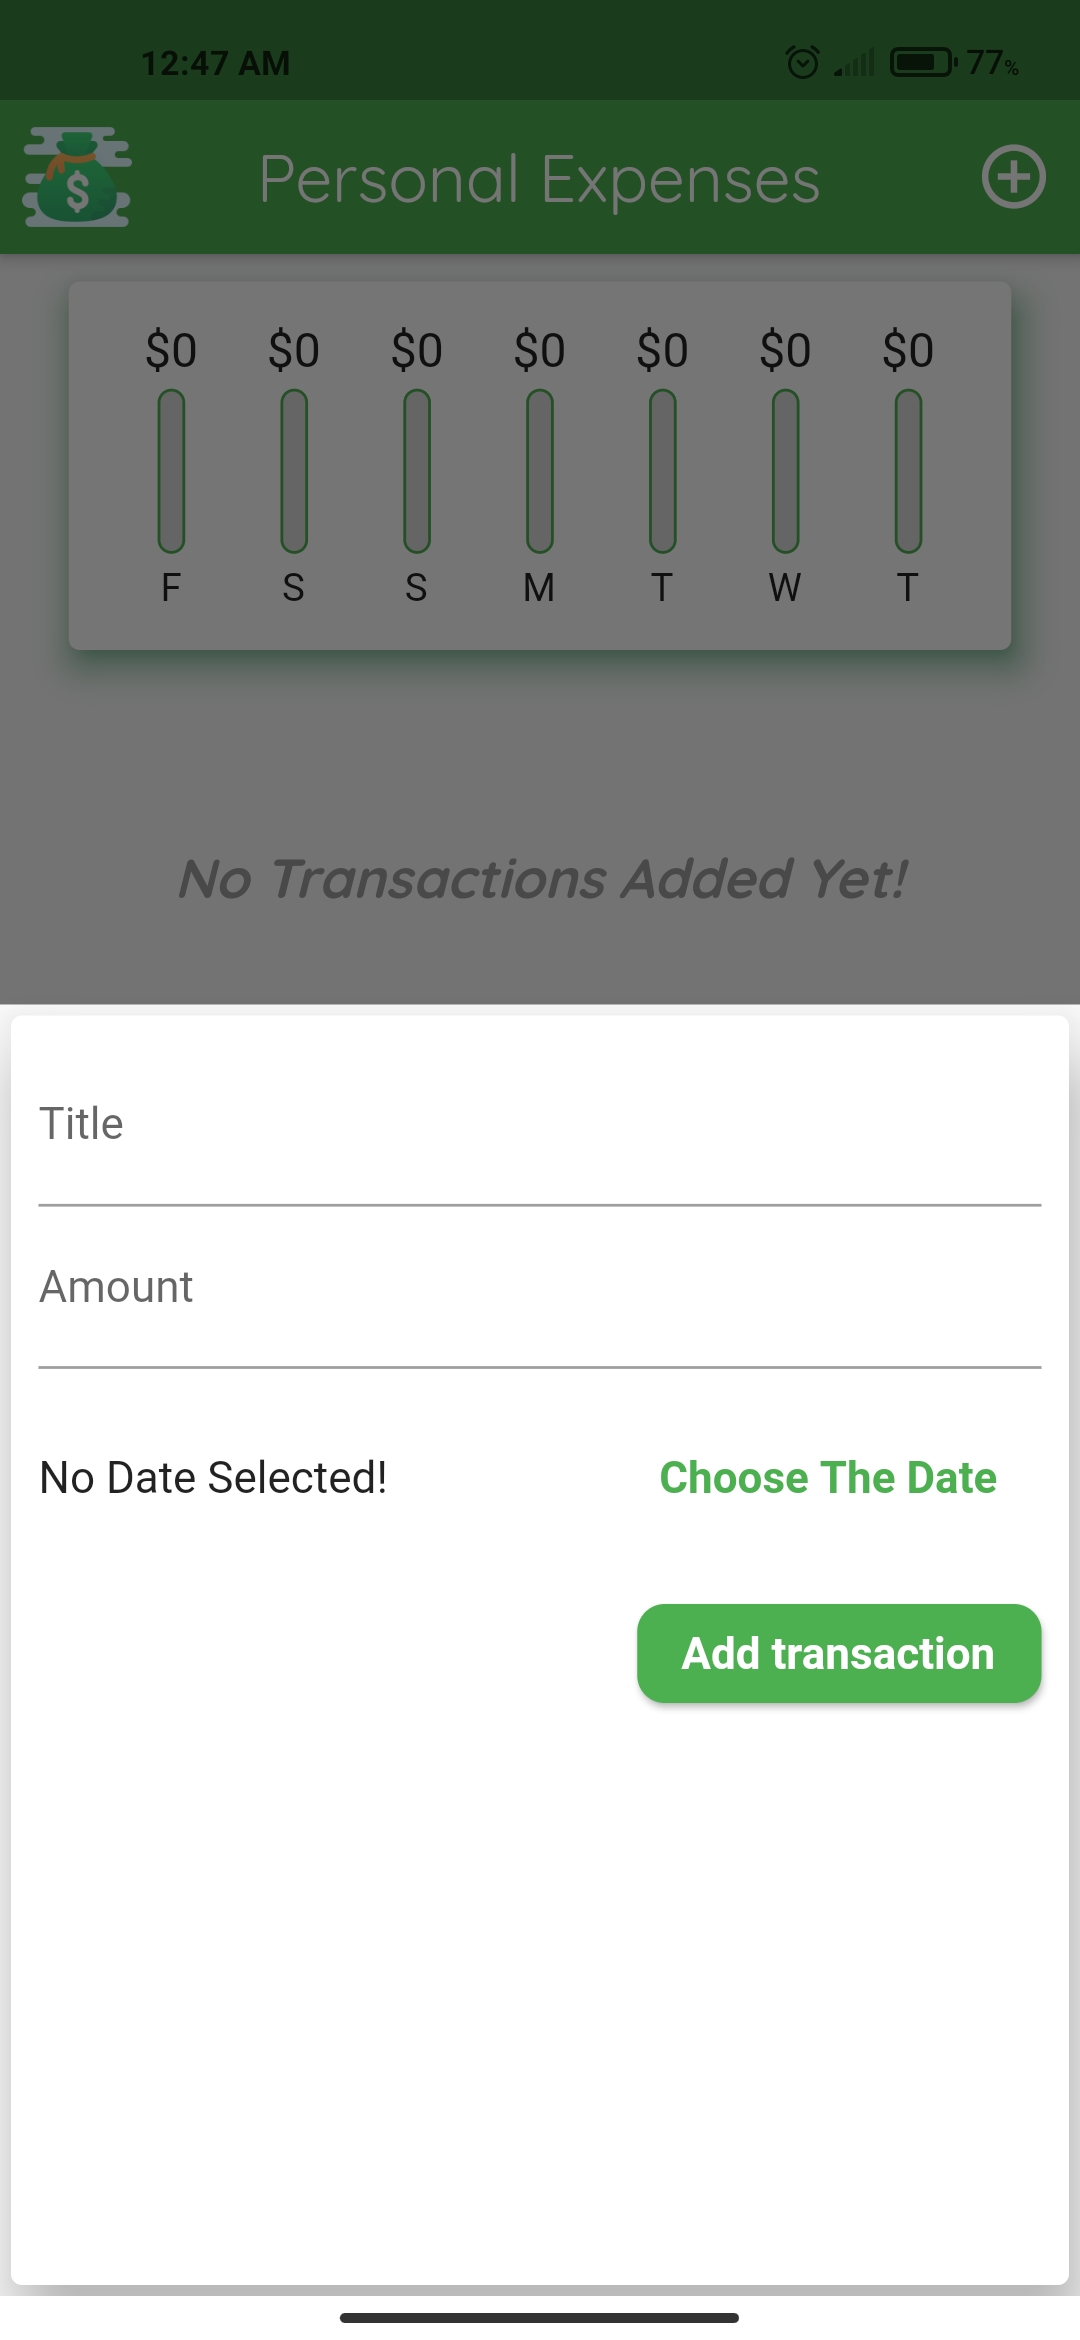 12:47 AM 77%
$
Personal Expenses
$0 $0 $0 $0 $0 $0 $0
F S S M T W T
No Transactions Added Yet!
Title
Amount
No Date Selected! Choose The Date
Add transaction